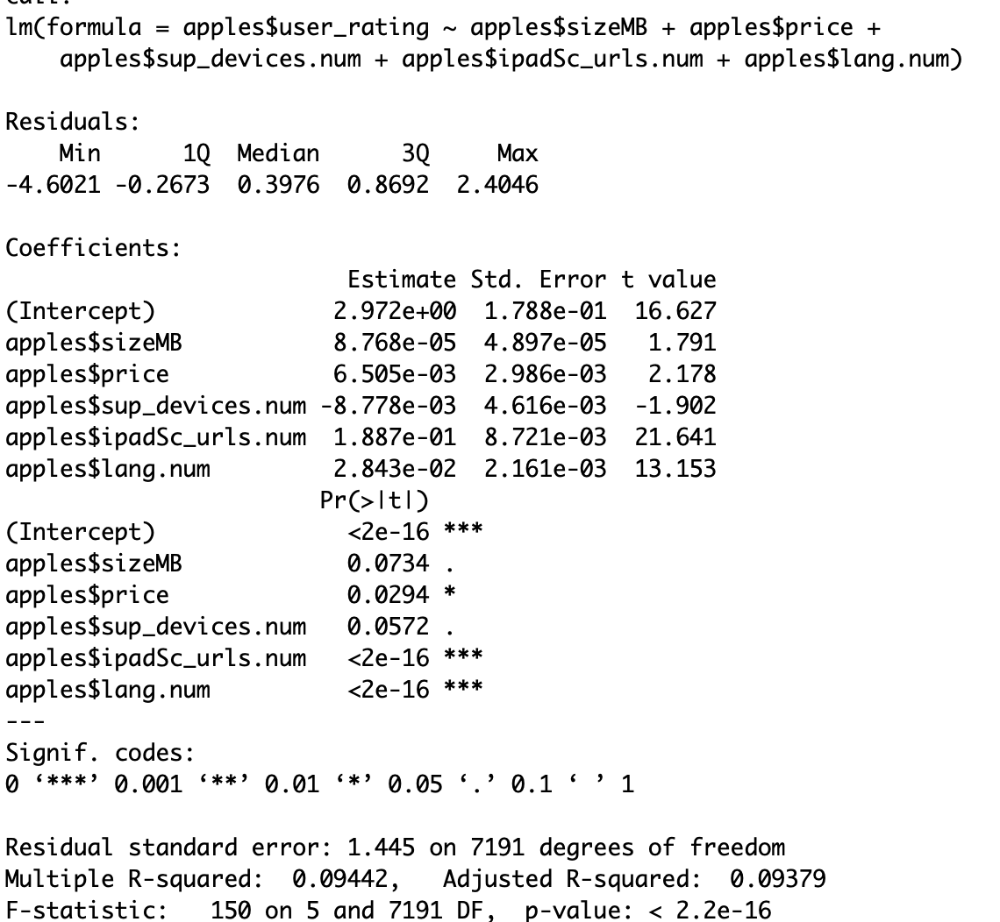 Call:
lm(formula = apples$user_rating ~ apples$sizeMB + apples$price +
    apples$sup_devices.num + apples$ipadSc_urls.num + apples$lang.num)

Residuals:
    Min      1Q  Median      3Q     Max
-4.6021 -0.2673  0.3976  0.8692  2.4046

Coefficients:
                         Estimate Std. Error t value
(Intercept)             2.972e+00  1.788e-01  16.627
apples$sizeMB           8.768e-05  4.897e-05   1.791
apples$price            6.505e-03  2.986e-03   2.178
apples$sup_devices.num -8.778e-03  4.616e-03  -1.902
apples$ipadSc_urls.num  1.887e-01  8.721e-03  21.641
apples$lang.num         2.843e-02  2.161e-03  13.153
                       Pr(>|t|)
(Intercept)              <2e-16 ***
apples$sizeMB            0.0734 .
apples$price             0.0294 *
apples$sup_devices.num   0.0572 .
apples$ipadSc_urls.num   <2e-16 ***
apples$lang.num          <2e-16 ***
---
Signif. codes:
0 ‘***’ 0.001 ‘**’ 0.01 ‘*’ 0.05 ‘.’ 0.1 ‘ ’ 1

Residual standard error: 1.445 on 7191 degrees of freedom
Multiple R-squared:  0.09442,   Adjusted R-squared:  0.09379
F-statistic:   150 on 5 and 7191 DF,  p-value: < 2.2e-16